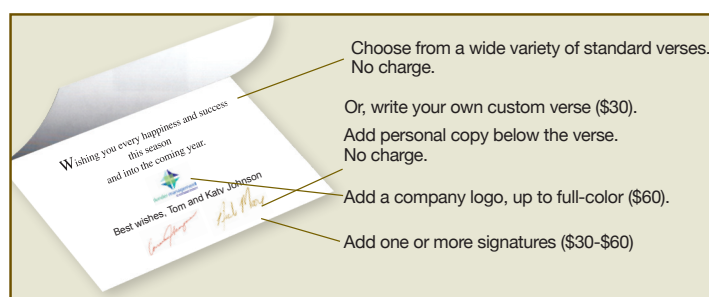 Wishing you every happiness and success
this season
and into the coming year.
Best wishes, Tom and Katy Johnson
Choose from a wide variety of standard verses.
No charge.
Or, write your own custom verse ($30).
Add personal copy below the verse.
No charge.
Add a company logo, up to full-color ($60).
Add one or more signatures ($30-$60)